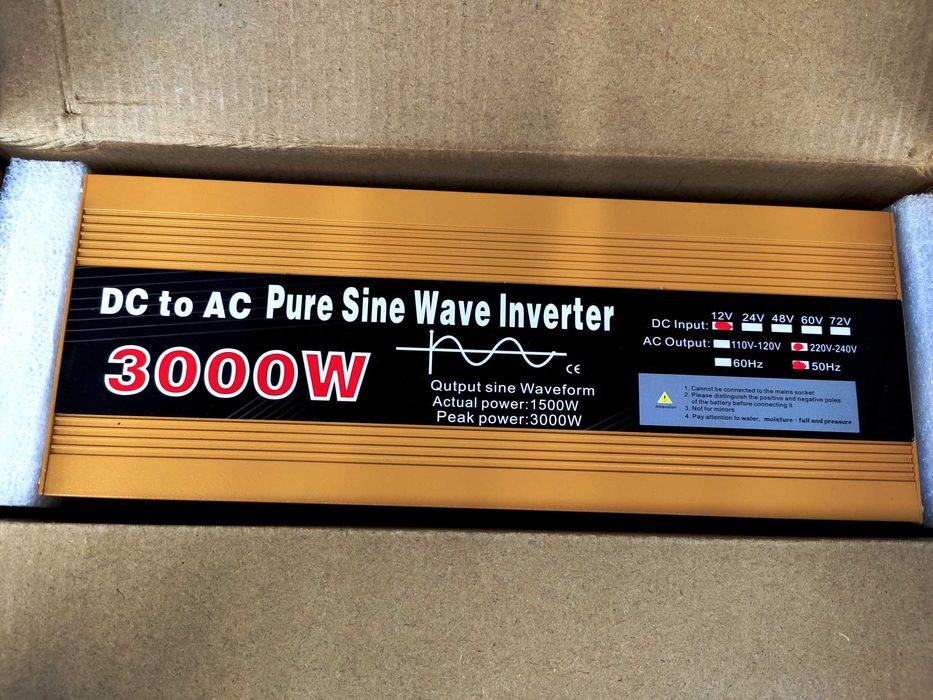 DC to AC Pure Sine Wave Inverter
3000W
CE
Qutput sine Waveform
Actual power:1500W
Peak power:3000W
12V 24V 48V 60V 72V
DC Input:
AC Output: 110V-120V 220V-240V
60Hz 50Hz
Attention
1. Cannot be connected to the mains socket
2. Please distinguish the positive and negative poles
of the battery before connecting it
3. Not for minors
4. Pay attention to water, moisture - fall and pressure